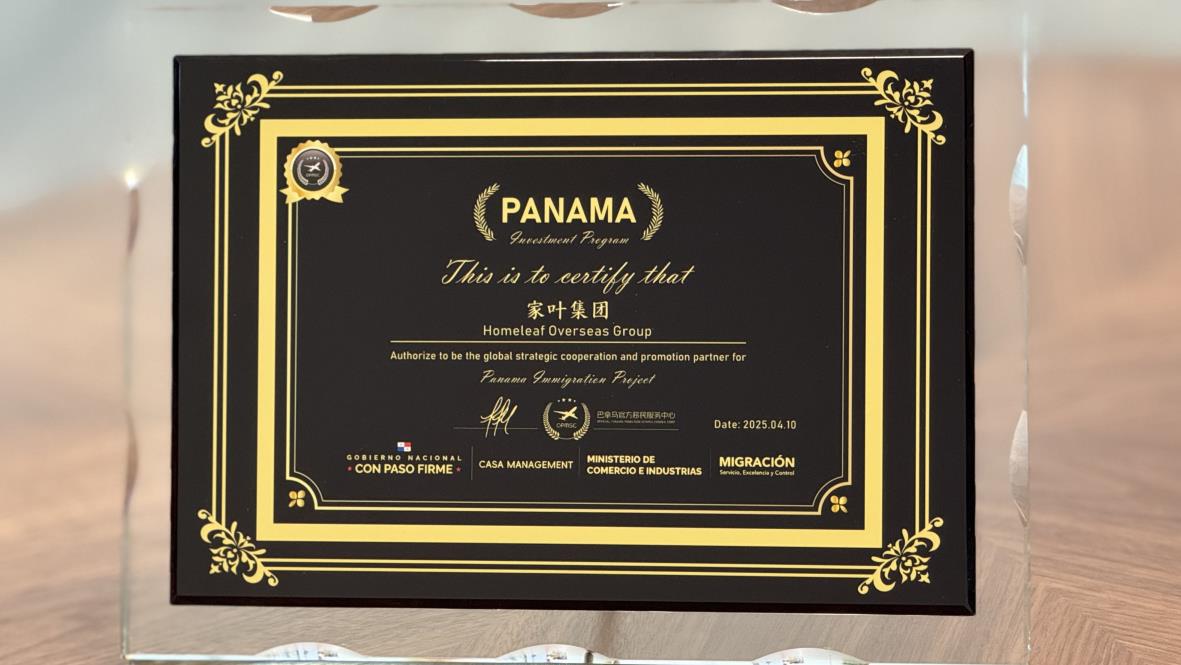 OPMSC
PANAMA
Investment Program
This is to certify that
家叶集团
Homeleaf Overseas Group
Authorize to be the global strategic cooperation and promotion partner for
Panama Immigration Project
OPMSC
巴拿马官方移民服务中心
Date: 2025.04.10
GOBIERNO NACIONAL
CON PASO FIRME
CASA MANAGEMENT
MINISTERIO DE
COMERCIO E INDUSTRIAS
MIGRACIÓN
Servicio, Excelencia y Control